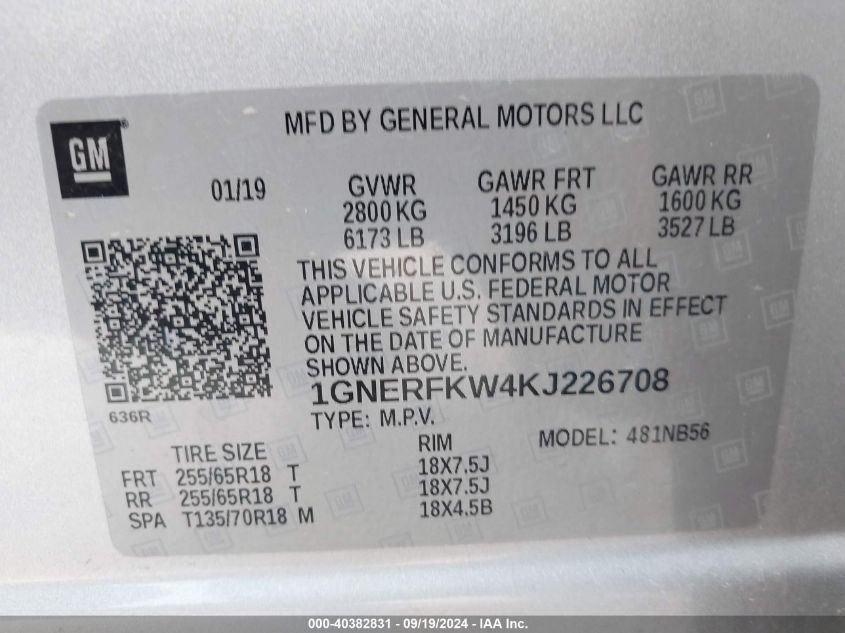 MFD BY GENERAL MOTORS LLC
GM
01/19
GVWR GAWR FRT GAWR RR
2800 KG 1450 KG 1600 KG
6173 LB 3196 LB 3527 LB
THIS VEHICLE CONFORMS TO ALL
APPLICABLE U.S. FEDERAL MOTOR
VEHICLE SAFETY STANDARDS IN EFFECT
ON THE DATE OF MANUFACTURE
SHOWN ABOVE.
1GNERFKW4KJ226708
636R
TYPE: M.P.V.
MODEL: 481NB56
TIRE SIZE RIM
FRT 255/65R18 T 18X7.5J
RR 255/65R18 T 18X7.5J
SPA T135/70R18 M 18X4.5B
000-40382831 - 09/19/2024 - IAA Inc.